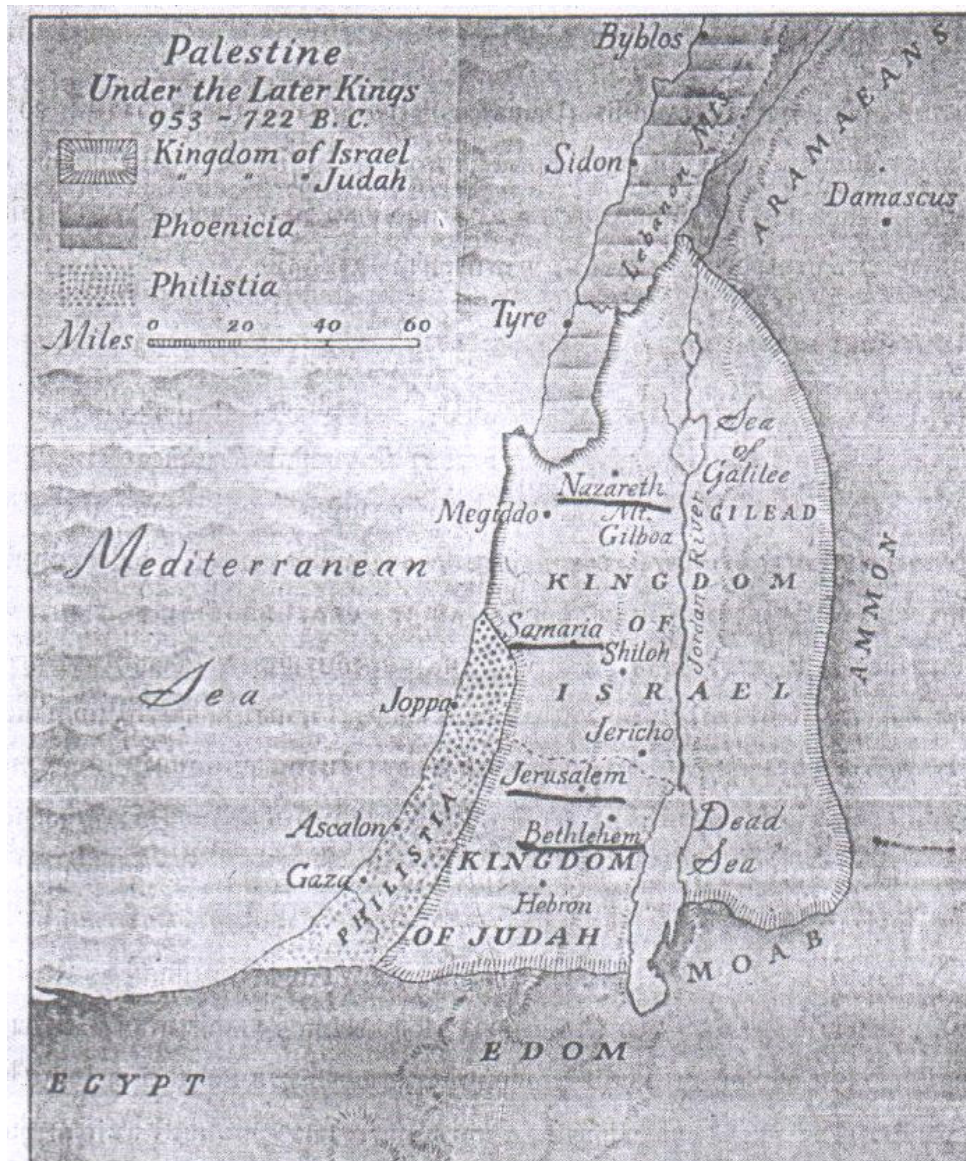 Palestine
Under the Later Kings
953 - 722 B.C.
Kingdom of Israel
" " " Judah
Phoenicia
Philistia
Miles 0 20 40 60
Byblos
Sidon
Lebanon Mts.
ARAMAEANS
Damascus
Tyre
Sea
of
Galilee
Nazareth
Megiddo
Mt.
Gilboa
GILEAD
Mediterranean
Sea
KINGDOM
OF
ISRAEL
Jordan River
AMMON
Samaria
Shiloh
Joppa
Jericho
Jerusalem
Dead
Sea
Ascalon
Bethlehem
Gaza
PHILISTIA
KINGDOM
OF JUDAH
Hebron
MOAB
EDOM
EGYPT